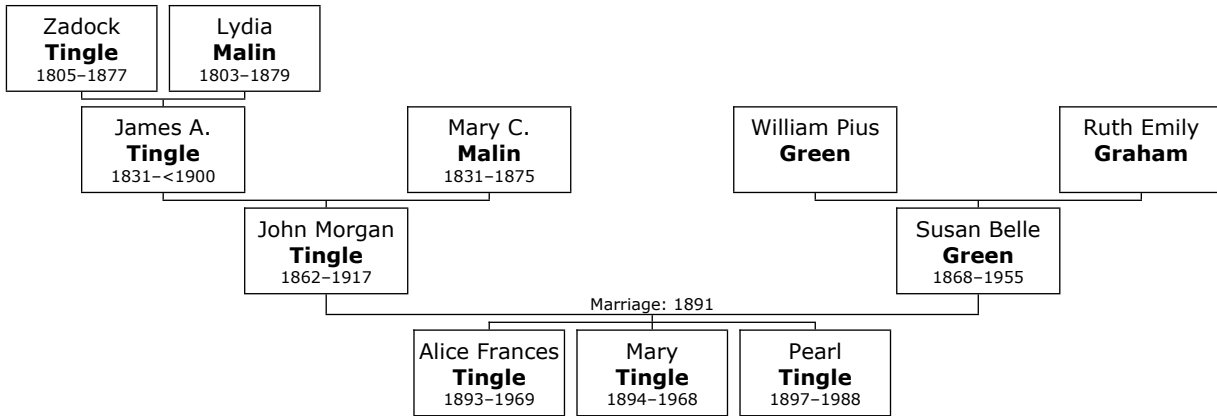 Zadock
Tingle
1805–1877
Lydia
Malin
1803–1879
James A.
Tingle
1831–<1900
Mary C.
Malin
1831–1875
William Pius
Green
Ruth Emily
Graham
John Morgan
Tingle
1862–1917
Susan Belle
Green
1868–1955
Marriage: 1891
Alice Frances
Tingle
1893–1969
Mary
Tingle
1894–1968
Pearl
Tingle
1897–1988